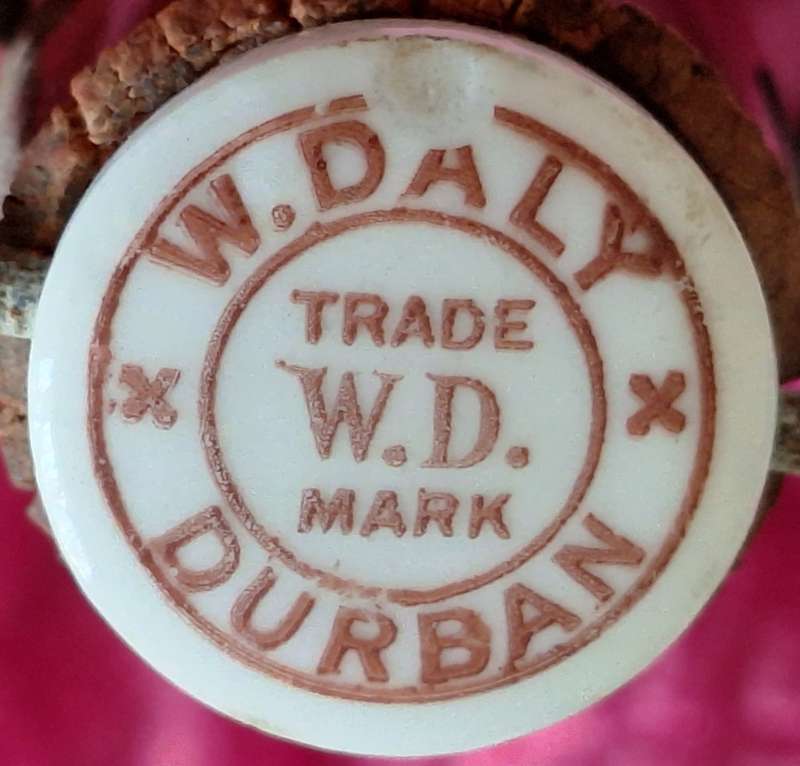 W. DALY
TRADE
W.D.
MARK
× DURBAN ×